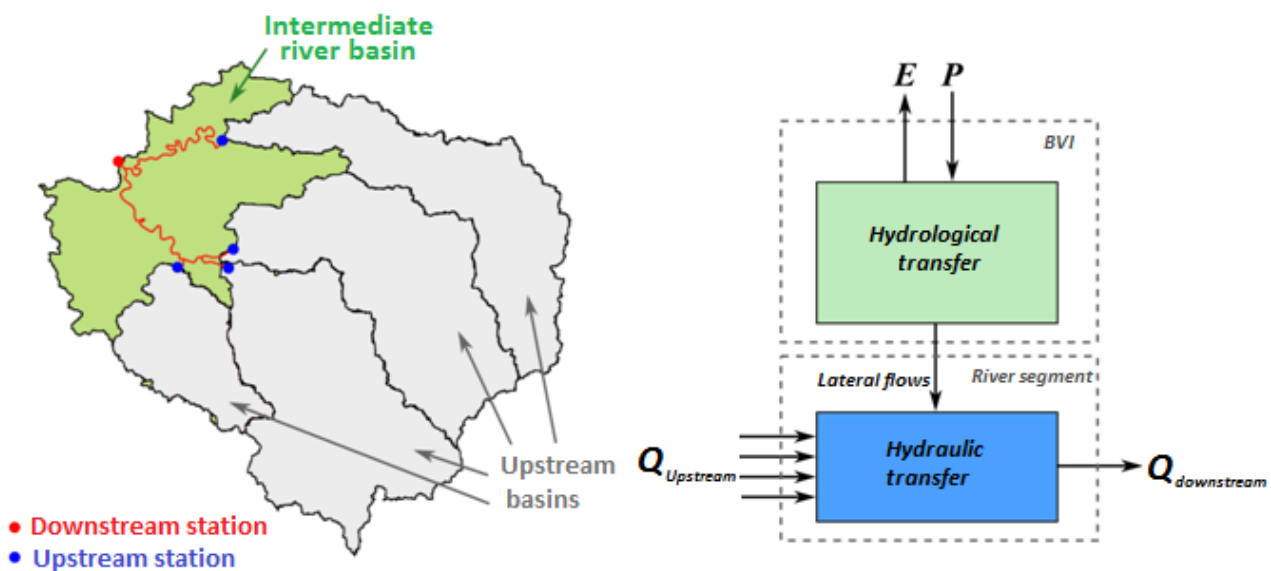 Intermediate
river basin
Upstream
basins
Downstream station
Upstream station
E P
BVI
Hydrological
transfer
Lateral flows
River segment
Hydraulic
transfer
Q Upstream
Q downstream